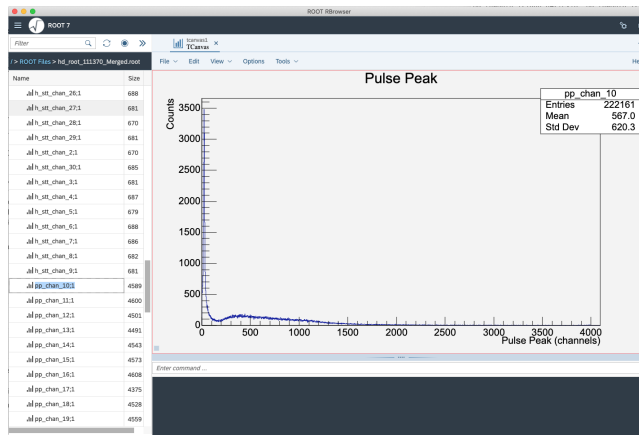 ROOT RBrowser
ROOT 7
Filter
tcanvas1
TCanvas
/ > ROOT Files > hd_root_111370_Merged.root
File Edit View Options Tools
Name Size
h_stt_chan_26;1 688
h_stt_chan_27;1 681
h_stt_chan_28;1 670
h_stt_chan_29;1 681
h_stt_chan_2;1 670
h_stt_chan_30;1 685
h_stt_chan_3;1 681
h_stt_chan_4;1 687
h_stt_chan_5;1 679
h_stt_chan_6;1 688
h_stt_chan_7;1 686
h_stt_chan_8;1 682
h_stt_chan_9;1 681
pp_chan_10;1 4589
pp_chan_11;1 4600
pp_chan_12;1 4501
pp_chan_13;1 4491
pp_chan_14;1 4543
pp_chan_15;1 4573
pp_chan_16;1 4608
pp_chan_17;1 4375
pp_chan_18;1 4528
pp_chan_19;1 4559
Pulse Peak
pp_chan_10
Entries 222161
Mean 567.0
Std Dev 620.3
Counts
3500
3000
2500
2000
1500
1000
500
0
0 500 1000 1500 2000 2500 3000 3500 4000
Pulse Peak (channels)
Enter command ...